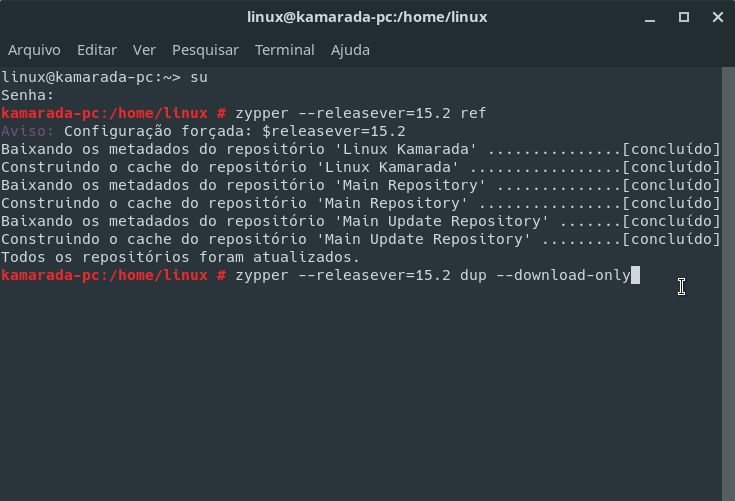 linux@kamarada-pc:/home/linux
Arquivo Editar Ver Pesquisar Terminal Ajuda
linux@kamarada-pc:~> su
Senha:
kamarada-pc:/home/linux # zypper --releasever=15.2 ref
Aviso: Configuração forçada: $releasever=15.2
Baixando os metadados do repositório 'Linux Kamarada' ...............[concluído]
Construindo o cache do repositório 'Linux Kamarada' .................[concluído]
Baixando os metadados do repositório 'Main Repository' ..............[concluído]
Construindo o cache do repositório 'Main Repository' ................[concluído]
Baixando os metadados do repositório 'Main Update Repository' .......[concluído]
Construindo o cache do repositório 'Main Update Repository' .........[concluído]
Todos os repositórios foram atualizados.
kamarada-pc:/home/linux # zypper --releasever=15.2 dup --download-only